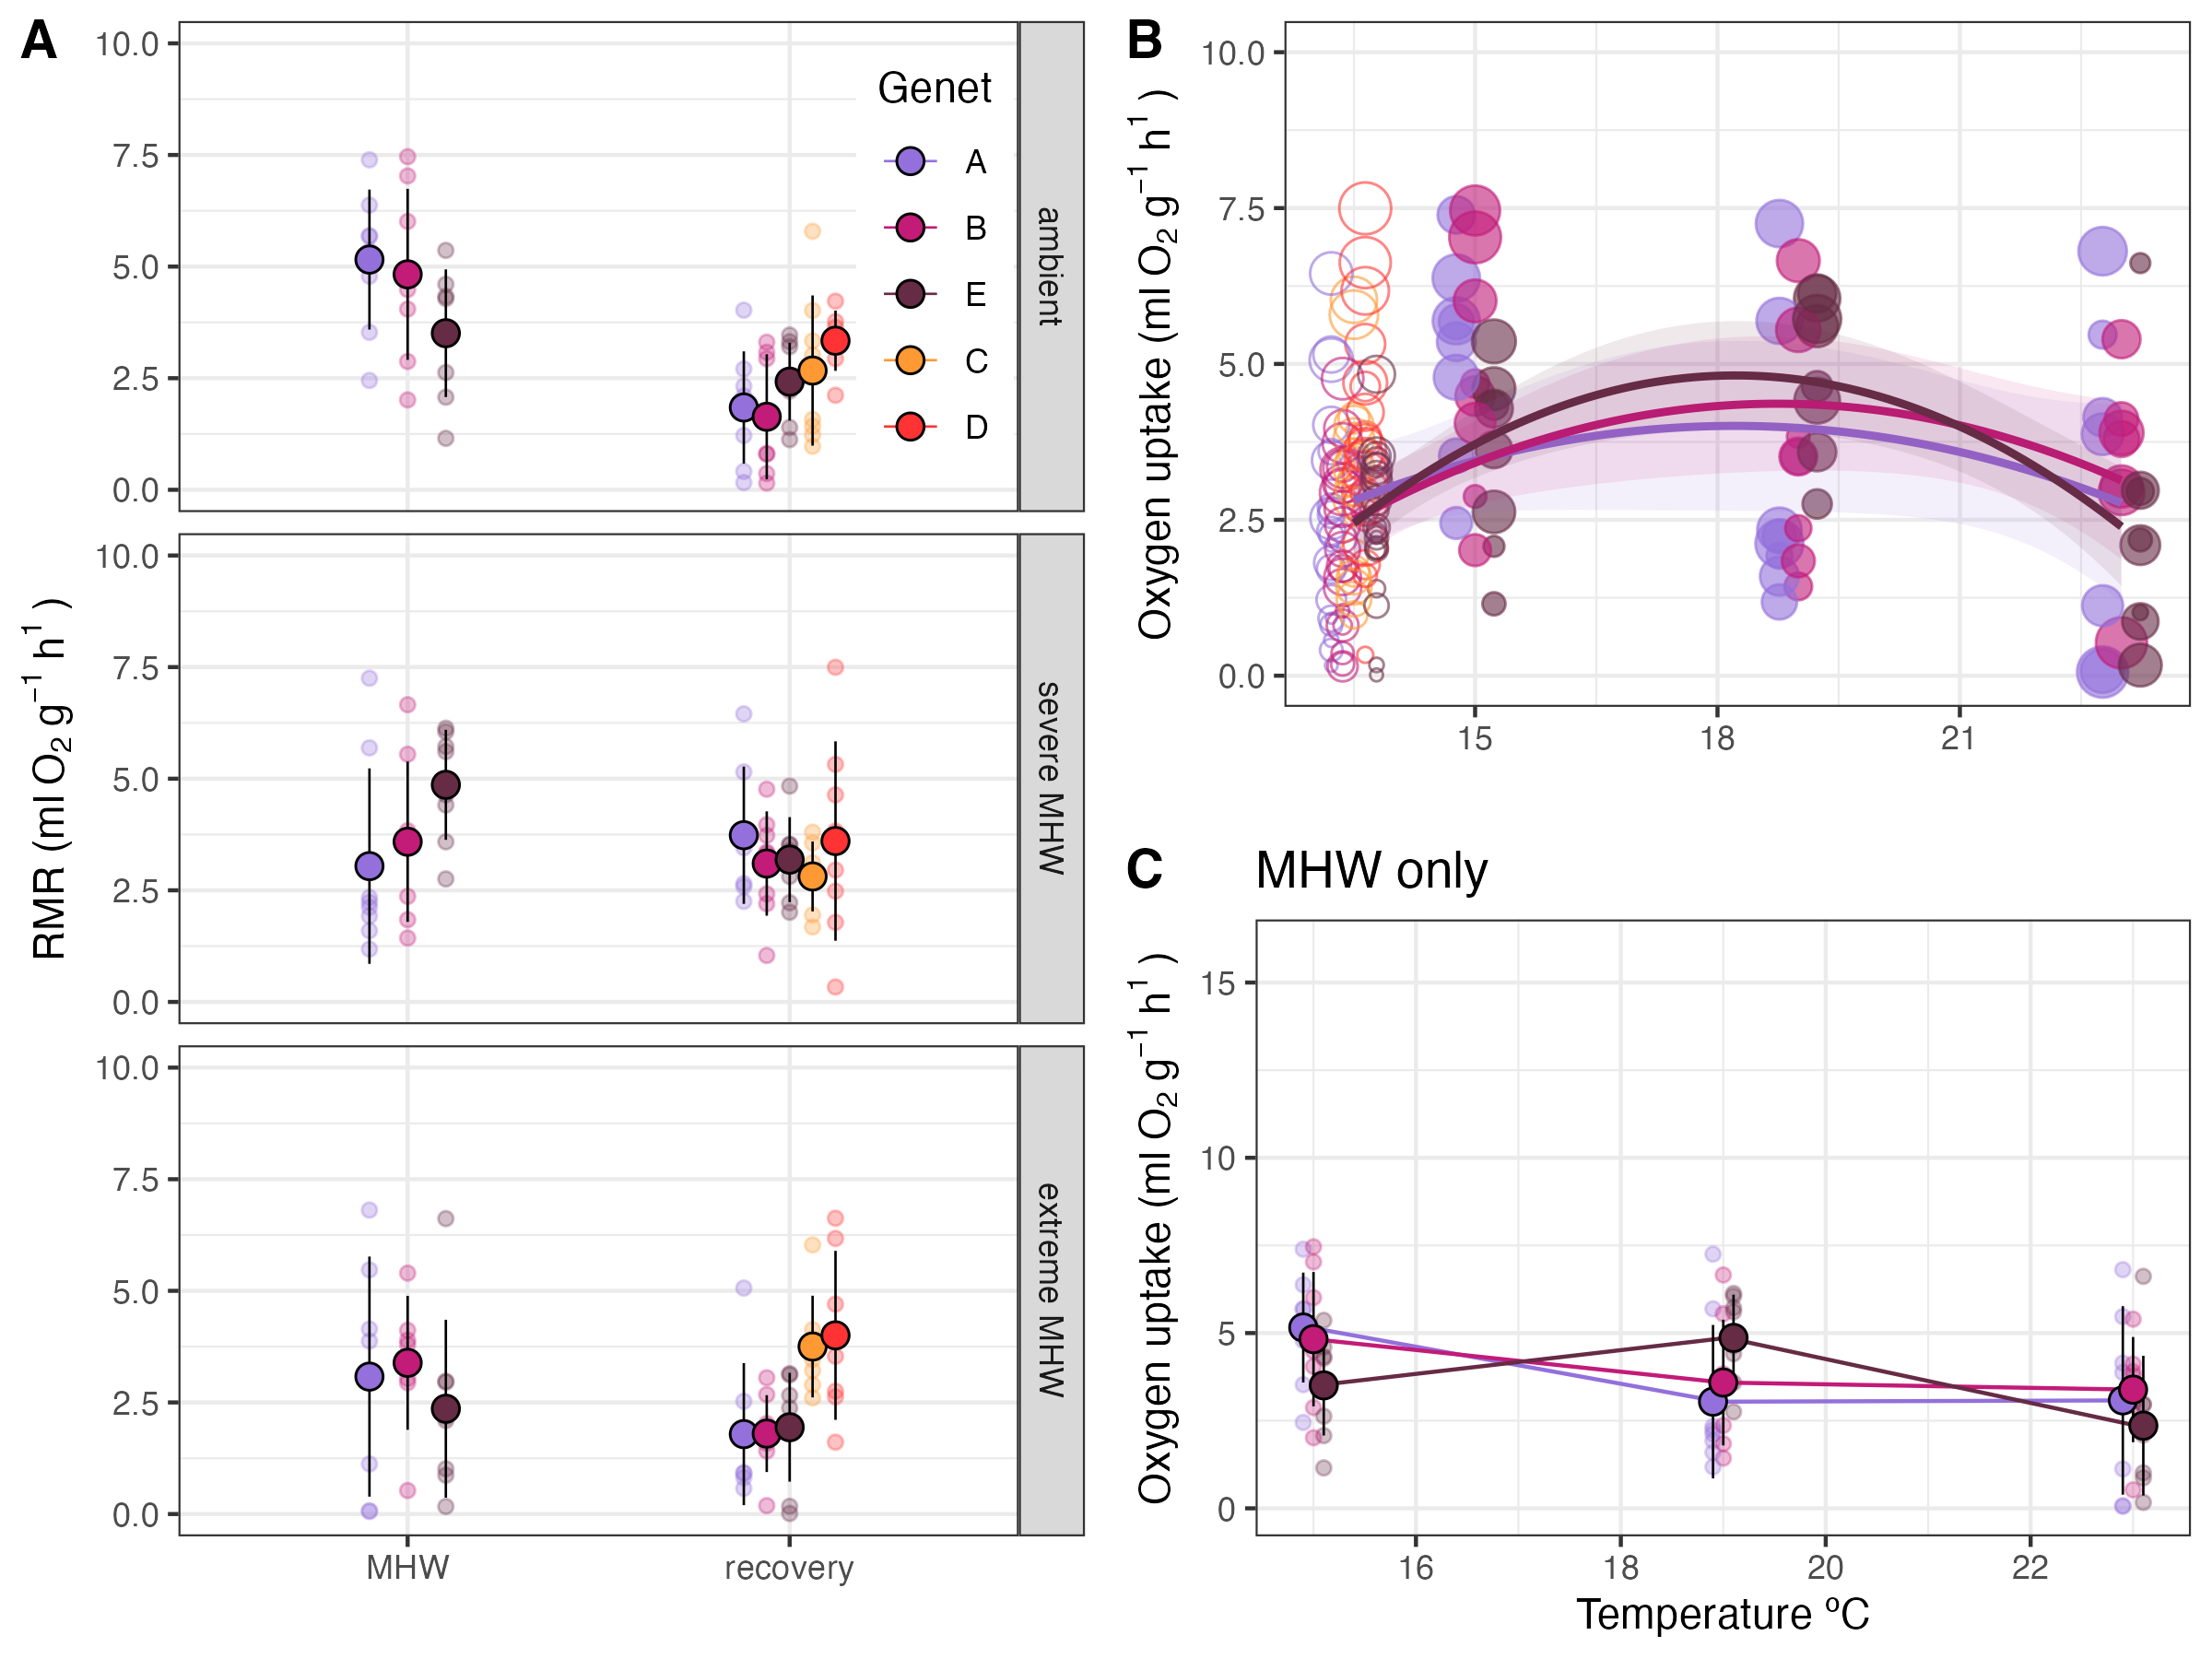 A
RMR (ml O₂ g⁻¹ h¹ )
10.0
7.5
5.0
2.5
0.0
ambient
Genet
A
B
E
C
D
10.0
7.5
5.0
2.5
0.0
severe MHW
10.0
7.5
5.0
2.5
0.0
extreme MHW
MHW recovery
B
Oxygen uptake (ml O₂ g⁻¹ h¹ )
10.0
7.5
5.0
2.5
0.0
15 18 21
C MHW only
Oxygen uptake (ml O₂ g⁻¹ h¹ )
15
10
5
0
16 18 20 22
Temperature ºC